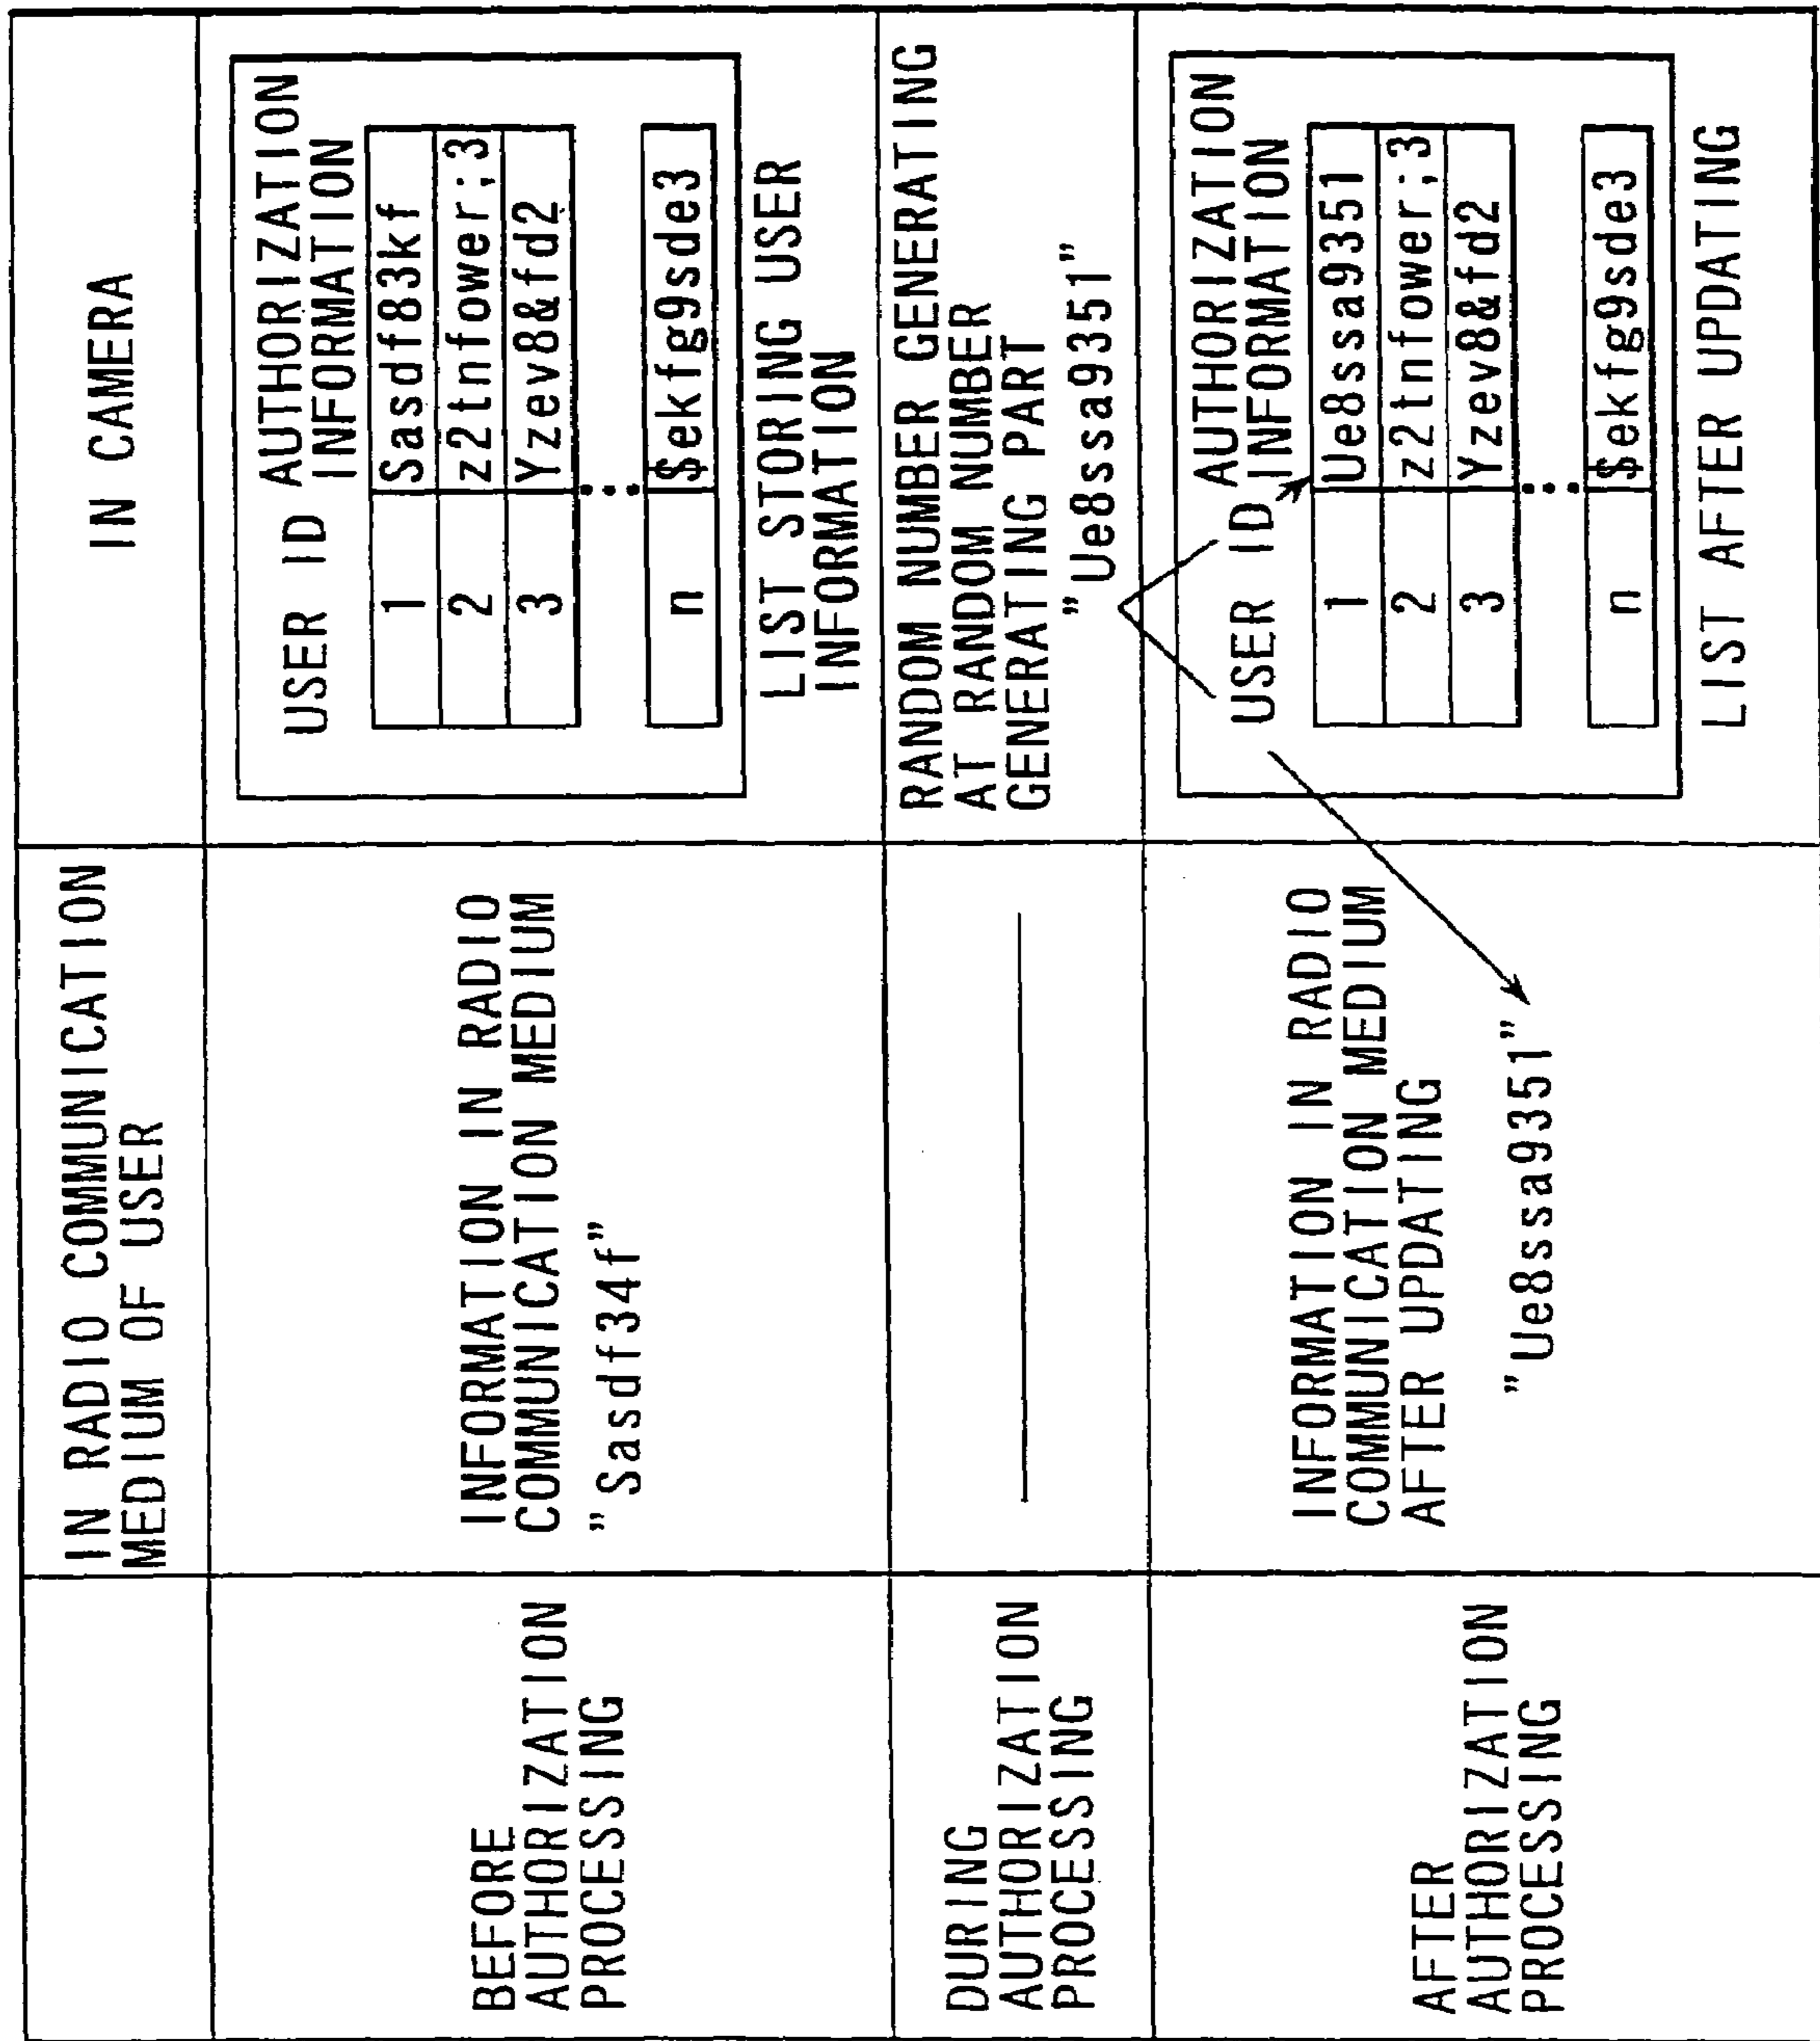 IN RADIO COMMUNICATION
MEDIUM OF USER
IN CAMERA
BEFORE
AUTHORIZATION
PROCESSING
INFORMATION IN RADIO
COMMUNICATION MEDIUM
"Sasdf34f"
USER ID AUTHORIZATION
INFORMATION
1 Sasdf83kf
2 z2tnfower;3
3 Yzev8&fd2
n $ekfg9sde3
LIST STORING USER
INFORMATION
DURING
AUTHORIZATION
PROCESSING
RANDOM NUMBER GENERATING
AT RANDOM NUMBER
GENERATING PART
"Ue8ssa9351"
AFTER
AUTHORIZATION
PROCESSING
INFORMATION IN RADIO
COMMUNICATION MEDIUM
AFTER UPDATING
"Ue8ssa9351"
USER ID AUTHORIZATION
INFORMATION
1 Ue8ssa9351
2 z2tnfower;3
3 Yzev8&fd2
n $ekfg9sde3
LIST AFTER UPDATING